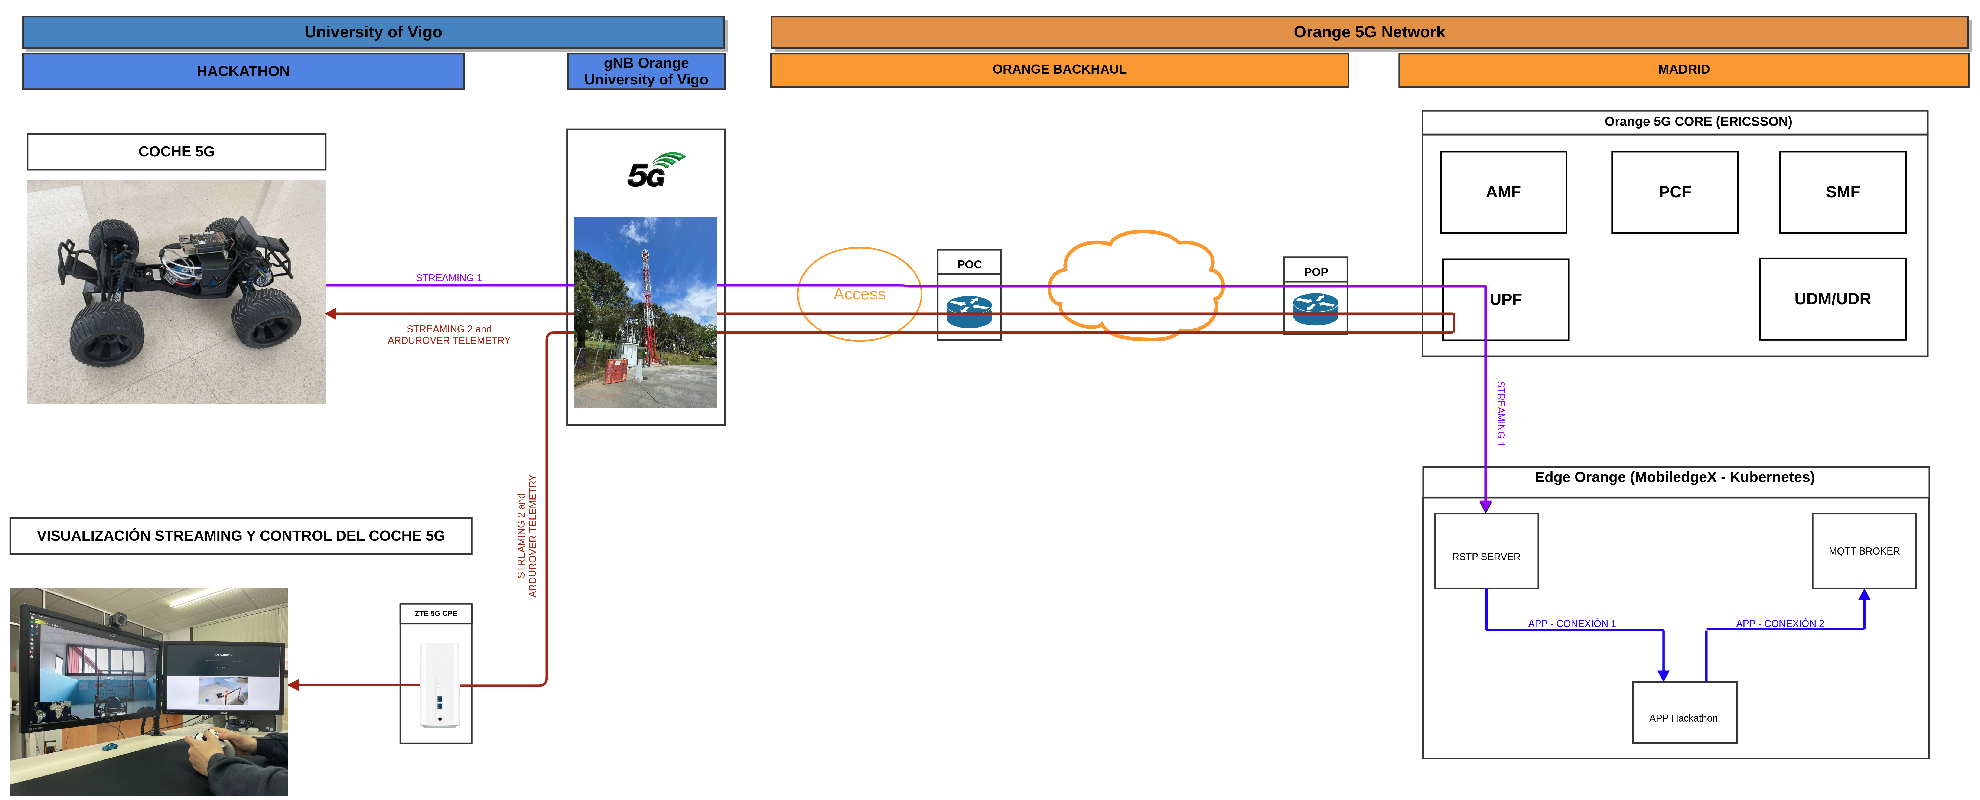 University of Vigo
Orange 5G Network
HACKATHON
gNB Orange
University of Vigo
ORANGE BACKHAUL
MADRID
COCHE 5G
5G
Orange 5G CORE (ERICSSON)
AMF
PCF
SMF
UPF
UDM/UDR
STREAMING 1
STREAMING 2 and
ARDUROVER TELEMETRY
Access
POC
POP
STREAMING 1
STREAMING 2 and
ARDUROVER TELEMETRY
VISUALIZACIÓN STREAMING Y CONTROL DEL COCHE 5G
ZTE 5G CPE
Edge Orange (MobiledgeX - Kubernetes)
RSTP SERVER
MQTT BROKER
APP - CONEXIÓN 1
APP - CONEXIÓN 2
APP Hackathon